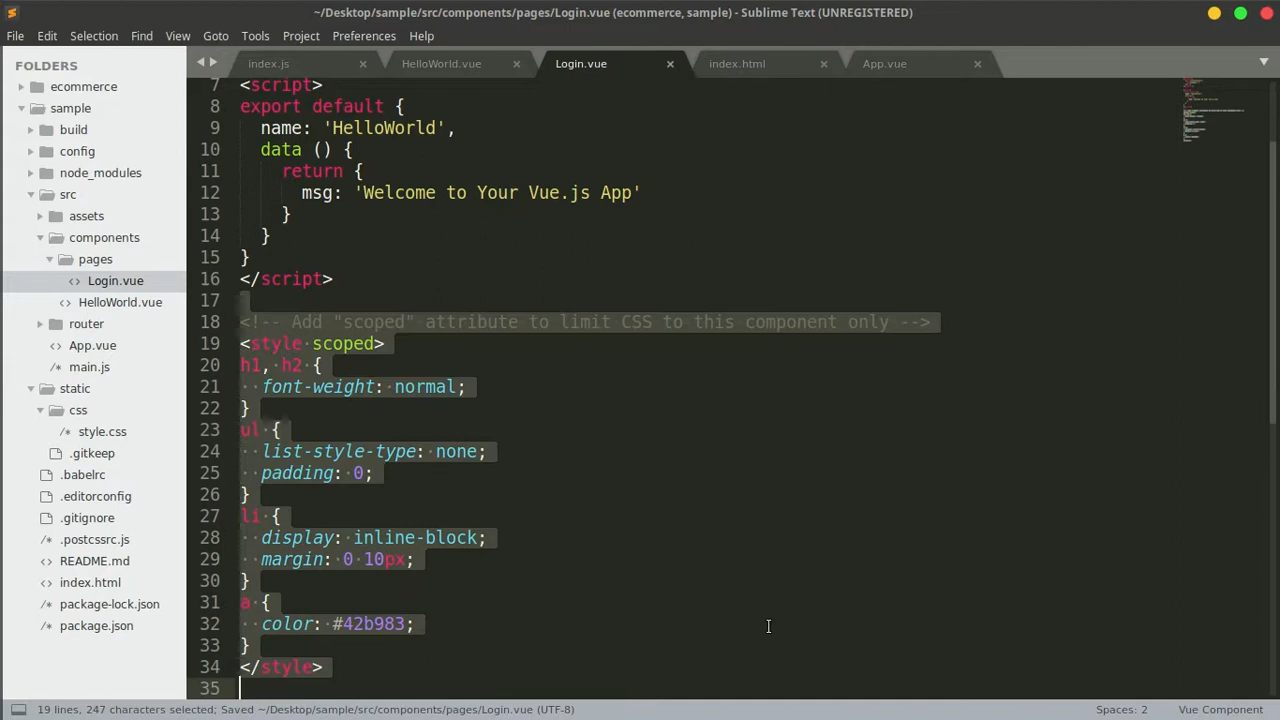 ~/Desktop/sample/src/components/pages/Login.vue (ecommerce, sample) - Sublime Text (UNREGISTERED)
File Edit Selection Find View Goto Tools Project Preferences Help
FOLDERS
ecommerce
sample
build
config
node_modules
src
assets
components
pages
Login.vue
HelloWorld.vue
router
App.vue
main.js
static
css
style.css
.gitkeep
.babelrc
.editorconfig
.gitignore
.postcssrc.js
README.md
index.html
package-lock.json
package.json
index.js HelloWorld.vue Login.vue index.html App.vue
7 <script>
8 export default {
9   name: 'HelloWorld',
10   data () {
11     return {
12       msg: 'Welcome to Your Vue.js App'
13     }
14   }
15 }
16 </script>
17
18 <!-- Add "scoped" attribute to limit CSS to this component only -->
19 <style scoped>
20 h1, h2 {
21   font-weight: normal;
22 }
23 ul {
24   list-style-type: none;
25   padding: 0;
26 }
27 li {
28   display: inline-block;
29   margin: 0 10px;
30 }
31 a {
32   color: #42b983;
33 }
34 </style>
35
19 lines, 247 characters selected; Saved ~/Desktop/sample/src/components/pages/Login.vue (UTF-8) Spaces: 2 Vue Component